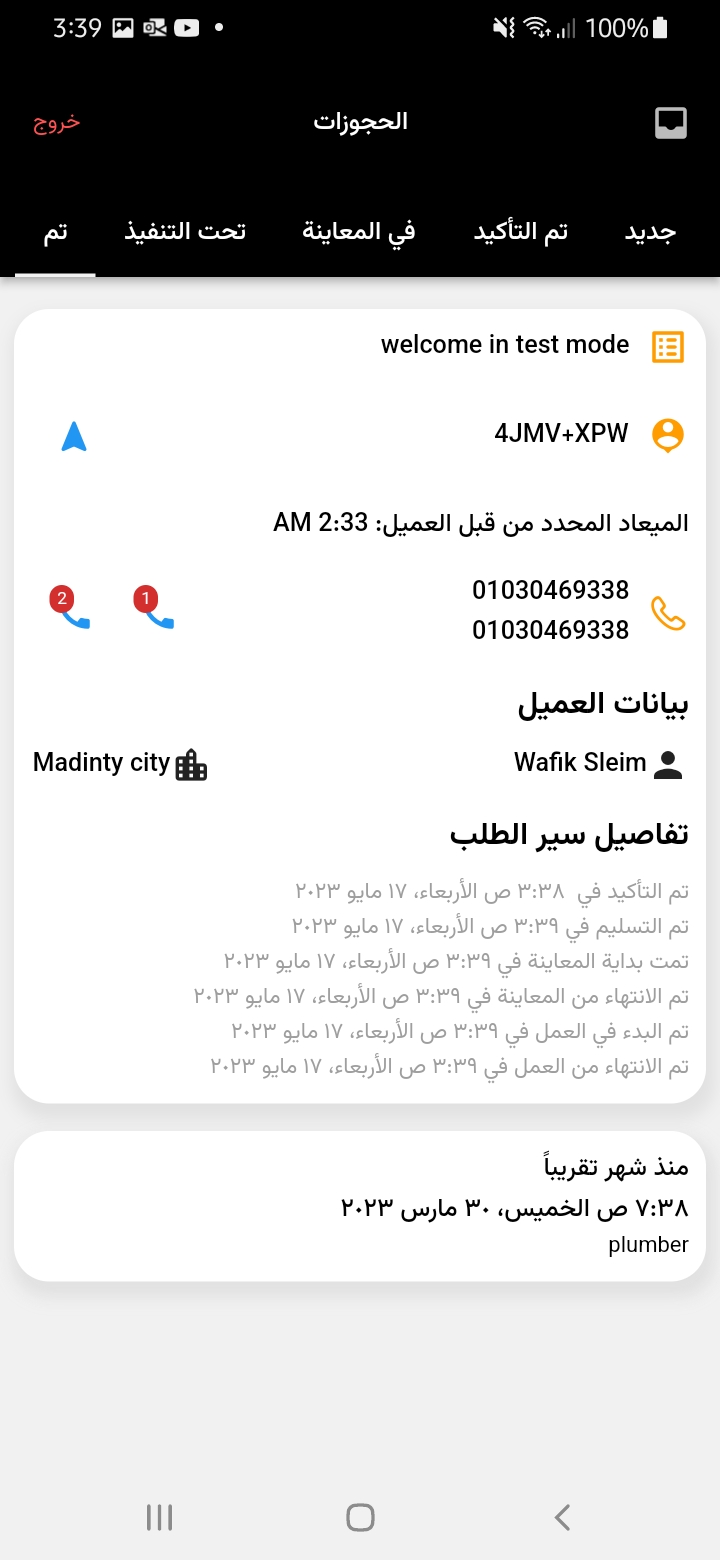 3:39
100%
الحجوزات
خروج
جديد
تم التأكيد
في المعاينة
تحت التنفيذ
تم
welcome in test mode
4JMV+XPW
الميعاد المحدد من قبل العميل: 2:33 AM
01030469338
01030469338
1
2
بيانات العميل
Wafik Sleim
Madinty city
تفاصيل سير الطلب
تم التأكيد في ٣:٣٨ ص الأربعاء، ١٧ مايو ٢٠٢٣
تم التسليم في ٣:٣٩ ص الأربعاء، ١٧ مايو ٢٠٢٣
تمت بداية المعاينة في ٣:٣٩ ص الأربعاء، ١٧ مايو ٢٠٢٣
تم الانتهاء من المعاينة في ٣:٣٩ ص الأربعاء، ١٧ مايو ٢٠٢٣
تم البدء في العمل في ٣:٣٩ ص الأربعاء، ١٧ مايو ٢٠٢٣
تم الانتهاء من العمل في ٣:٣٩ ص الأربعاء، ١٧ مايو ٢٠٢٣
منذ شهر تقريباً
٧:٣٨ ص الخميس، ٣٠ مارس ٢٠٢٣
plumber